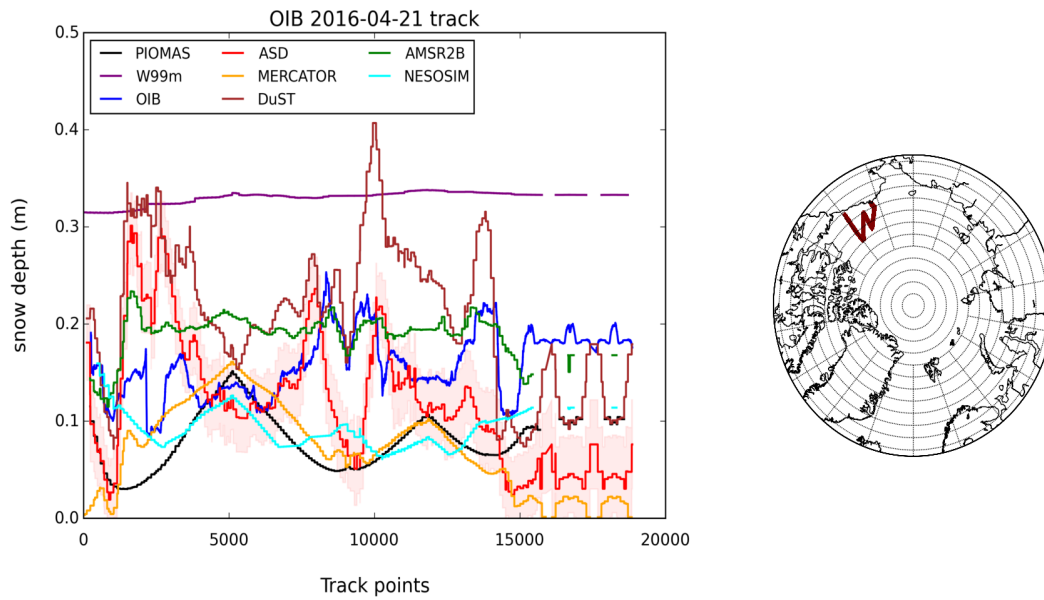 OIB 2016-04-21 track
0.5
0.4
0.3
0.2
0.1
0.0
snow depth (m)
PIOMAS
W99m
OIB
ASD
MERCATOR
DuST
AMSR2B
NESOSIM
0 5000 10000 15000 20000
Track points